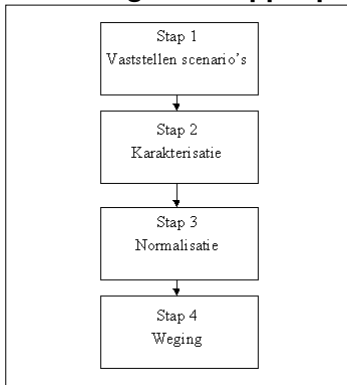 Stap 1
Vaststellen scenario's
Stap 2
Karakterisatie
Stap 3
Normalisatie
Stap 4
Weging